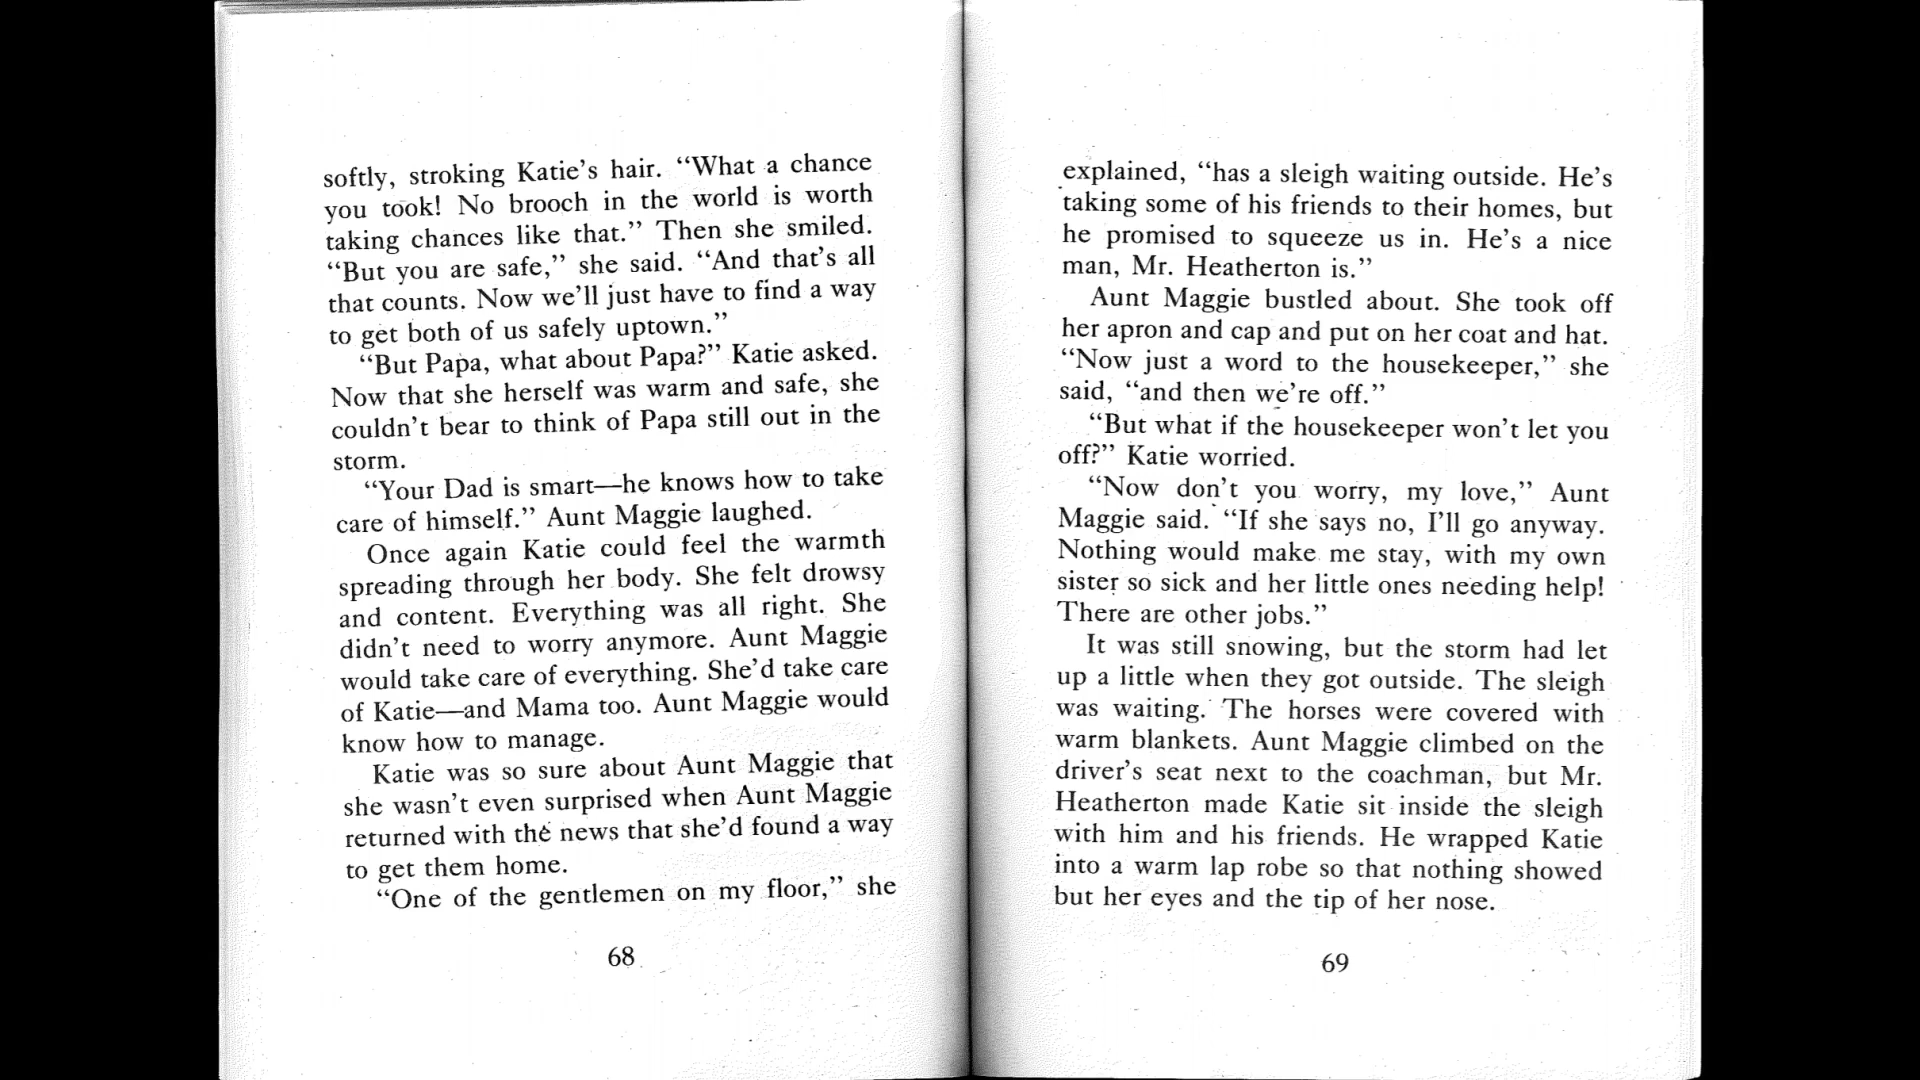 softly, stroking Katie's hair. “What a chance
you took! No brooch in the world is worth
taking chances like that.” Then she smiled.
“But you are safe,” she said. “And that's all
that counts. Now we'll just have to find a way
to get both of us safely uptown.”
“But Papa, what about Papa?” Katie asked.
Now that she herself was warm and safe, she
couldn't bear to think of Papa still out in the
storm.
“Your Dad is smart—he knows how to take
care of himself.” Aunt Maggie laughed.
Once again Katie could feel the warmth
spreading through her body. She felt drowsy
and content. Everything was all right. She
didn't need to worry anymore. Aunt Maggie
would take care of everything. She'd take care
of Katie—and Mama too. Aunt Maggie would
know how to manage.
Katie was so sure about Aunt Maggie that
she wasn't even surprised when Aunt Maggie
returned with the news that she'd found a way
to get them home.
“One of the gentlemen on my floor,” she
68
explained, “has a sleigh waiting outside. He's
taking some of his friends to their homes, but
he promised to squeeze us in. He's a nice
man, Mr. Heatherton is.”
Aunt Maggie bustled about. She took off
her apron and cap and put on her coat and hat.
“Now just a word to the housekeeper,” she
said, “and then we're off.”
“But what if the housekeeper won't let you
off?” Katie worried.
“Now don't you worry, my love,” Aunt
Maggie said. “If she says no, I'll go anyway.
Nothing would make me stay, with my own
sister so sick and her little ones needing help!
There are other jobs.”
It was still snowing, but the storm had let
up a little when they got outside. The sleigh
was waiting. The horses were covered with
warm blankets. Aunt Maggie climbed on the
driver's seat next to the coachman, but Mr.
Heatherton made Katie sit inside the sleigh
with him and his friends. He wrapped Katie
into a warm lap robe so that nothing showed
but her eyes and the tip of her nose.
69